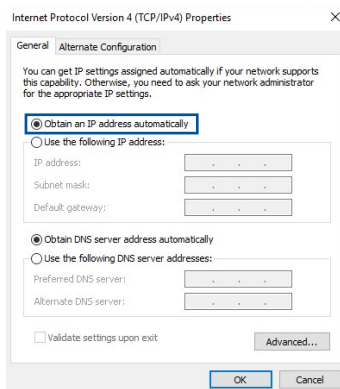 Internet Protocol Version 4 (TCP/IPv4) Properties
General
Alternate Configuration
You can get IP settings assigned automatically if your network supports
this capability. Otherwise, you need to ask your network administrator
for the appropriate IP settings.
Obtain an IP address automatically
Use the following IP address:
IP address:
Subnet mask:
Default gateway:
Obtain DNS server address automatically
Use the following DNS server addresses:
Preferred DNS server:
Alternate DNS server:
Validate settings upon exit
Advanced...
OK
Cancel